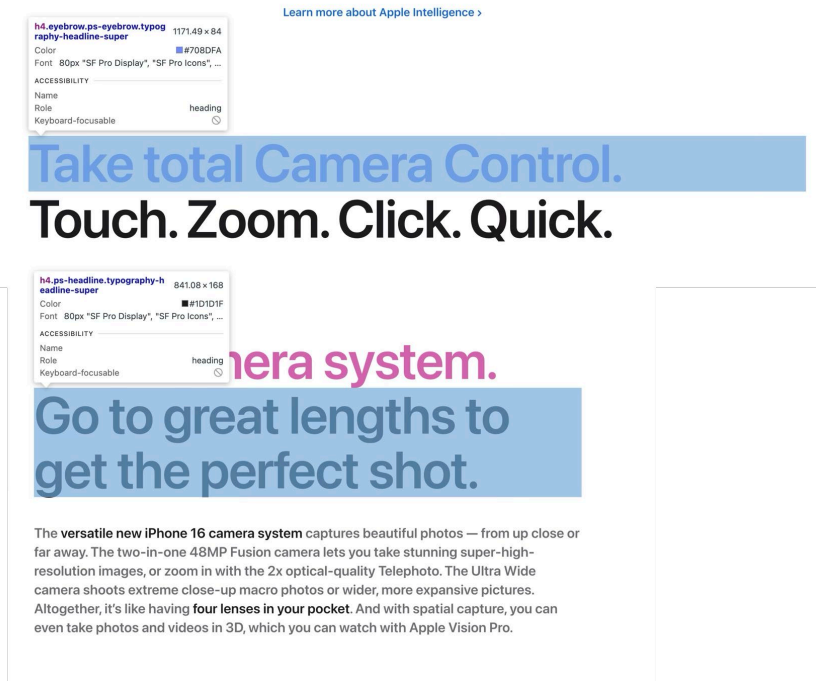 Learn more about Apple Intelligence >
h4.eyebrow.ps-eyebrow.typog
raphy-headline-super 1171.49 × 84
Color #708DFA
Font 80px "SF Pro Display", "SF Pro Icons", ...
ACCESSIBILITY
Name
Role heading
Keyboard-focusable
Take total Camera Control.
Touch. Zoom. Click. Quick.
h4.ps-headline.typography-h
eadline-super 841.08 × 168
Color #1D1D1F
Font 80px "SF Pro Display", "SF Pro Icons", ...
ACCESSIBILITY
Name
Role heading
Keyboard-focusable
mera system.
Go to great lengths to
get the perfect shot.
The versatile new iPhone 16 camera system captures beautiful photos — from up close or
far away. The two-in-one 48MP Fusion camera lets you take stunning super-high-
resolution images, or zoom in with the 2x optical-quality Telephoto. The Ultra Wide
camera shoots extreme close-up macro photos or wider, more expansive pictures.
Altogether, it's like having four lenses in your pocket. And with spatial capture, you can
even take photos and videos in 3D, which you can watch with Apple Vision Pro.